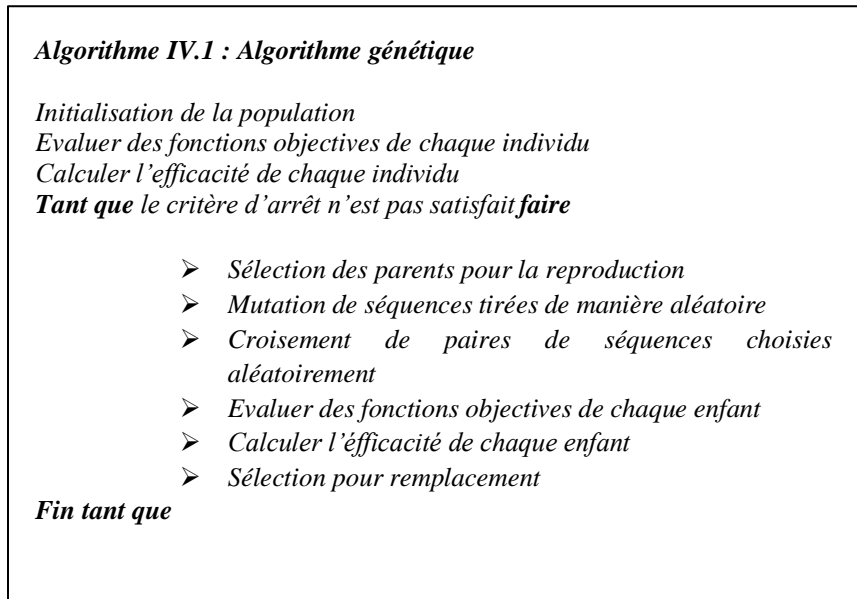 Algorithme IV.1 : Algorithme génétique
Initialisation de la population
Evaluer des fonctions objectives de chaque individu
Calculer l’efficacité de chaque individu
Tant que le critère d’arrêt n’est pas satisfait faire
➢ Sélection des parents pour la reproduction
➢ Mutation de séquences tirées de manière aléatoire
➢ Croisement de paires de séquences choisies
aléatoirement
➢ Evaluer des fonctions objectives de chaque enfant
➢ Calculer l’éfficacité de chaque enfant
➢ Sélection pour remplacement
Fin tant que